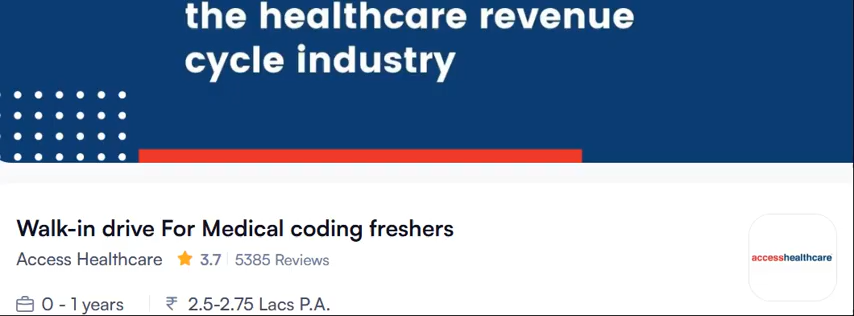 the healthcare revenue
cycle industry
Walk-in drive For Medical coding freshers
Access Healthcare 3.7 5385 Reviews
accesshealthcare
0 - 1 years ₹ 2.5-2.75 Lacs P.A.